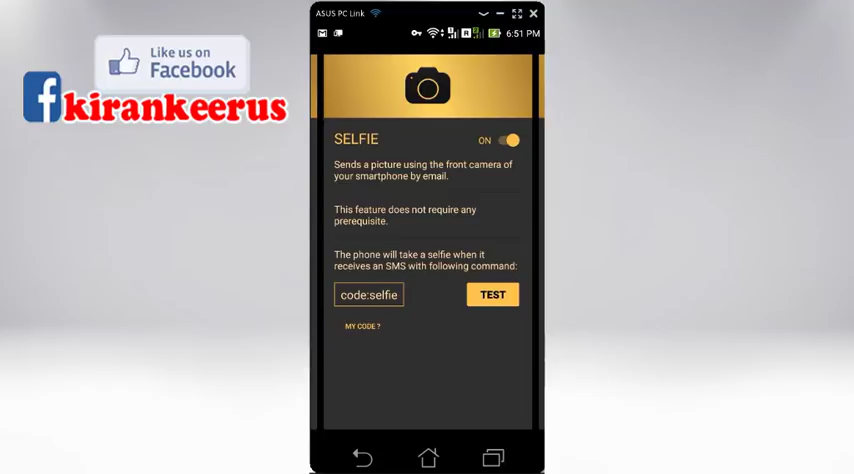 ASUS PC Link
6:51 PM
Like us on
Facebook
kirankeerus
SELFIE
ON
Sends a picture using the front camera of
your smartphone by email.
This feature does not require any
prerequisite.
The phone will take a selfie when it
receives an SMS with following command:
code:selfie
TEST
MY CODE ?